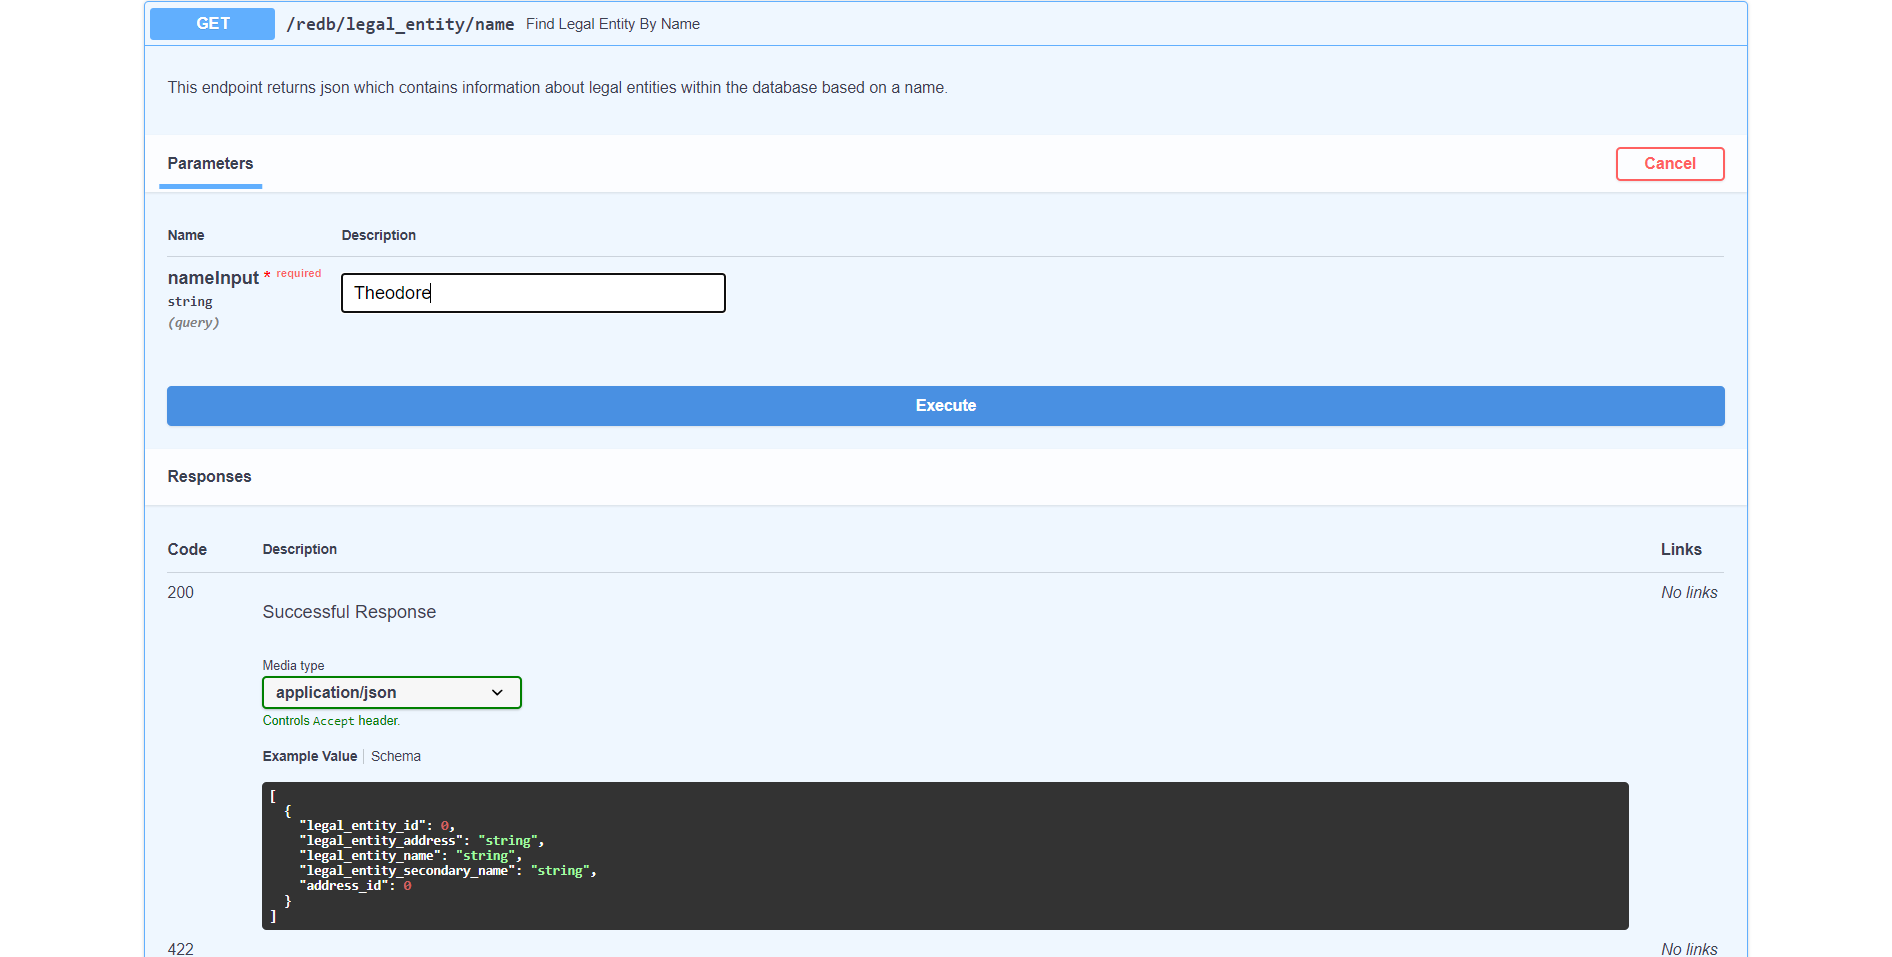 GET /redb/legal_entity/name Find Legal Entity By Name
This endpoint returns json which contains information about legal entities within the database based on a name.
Parameters Cancel
Name Description
nameInput * required
string
(query)
Theodore
Execute
Responses
Code Description Links
200 No links
Successful Response
Media type
application/json
Controls Accept header.
Example Value Schema
[
  {
    "legal_entity_id": 0,
    "legal_entity_address": "string",
    "legal_entity_name": "string",
    "legal_entity_secondary_name": "string",
    "address_id": 0
  }
]
422 No links